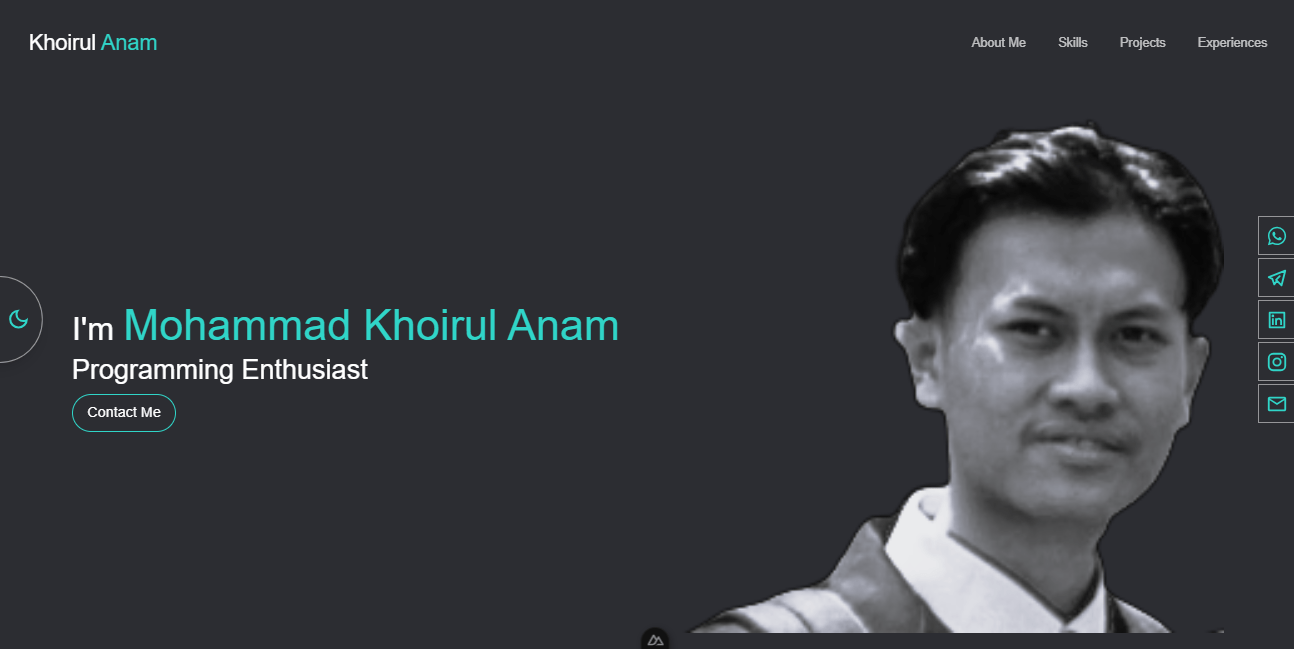 Khoirul Anam
About Me Skills Projects Experiences
I'm Mohammad Khoirul Anam
Programming Enthusiast
Contact Me